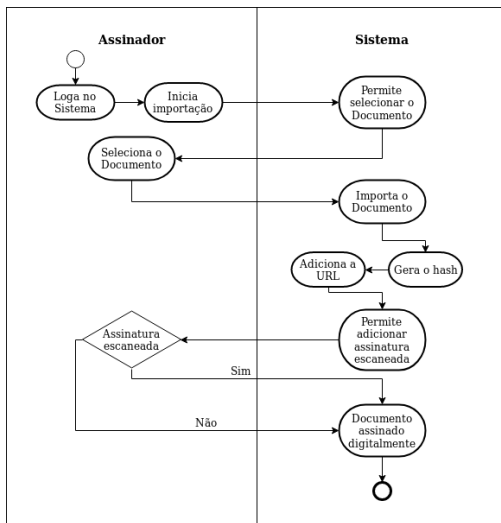 Assinador
Sistema
Loga no
Sistema
Inicia
importação
Permite
selecionar o
Documento
Seleciona o
Documento
Importa o
Documento
Gera o hash
Adiciona a
URL
Permite
adicionar
assinatura
escaneada
Assinatura
escaneada
Sim
Não
Documento
assinado
digitalmente